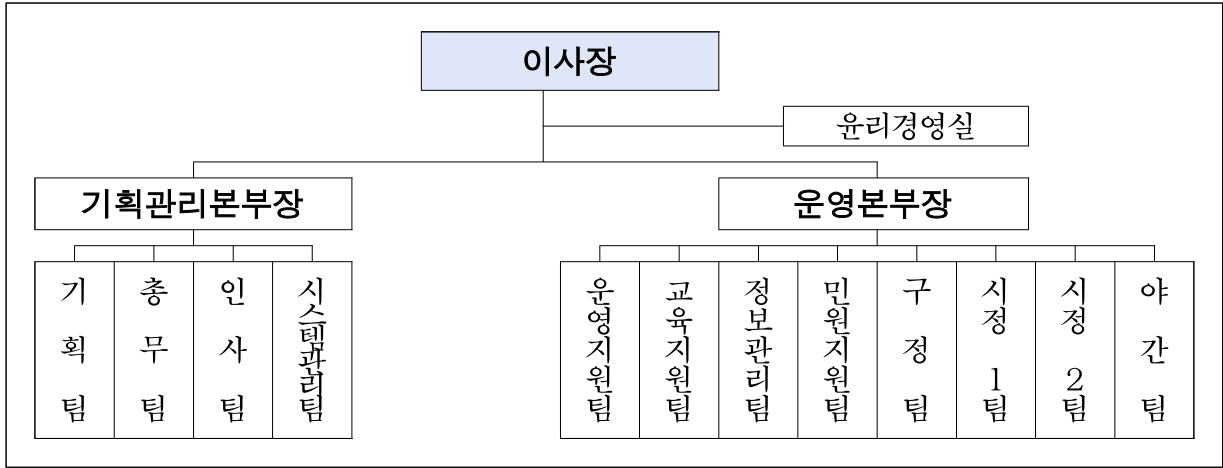 이사장
윤리경영실
기획관리본부장
운영본부장
기획팀
총무팀
인사팀
시스템관리팀
운영지원팀
교육지원팀
정보관리팀
민원지원팀
구정팀
시정 1팀
시정 2팀
야간팀